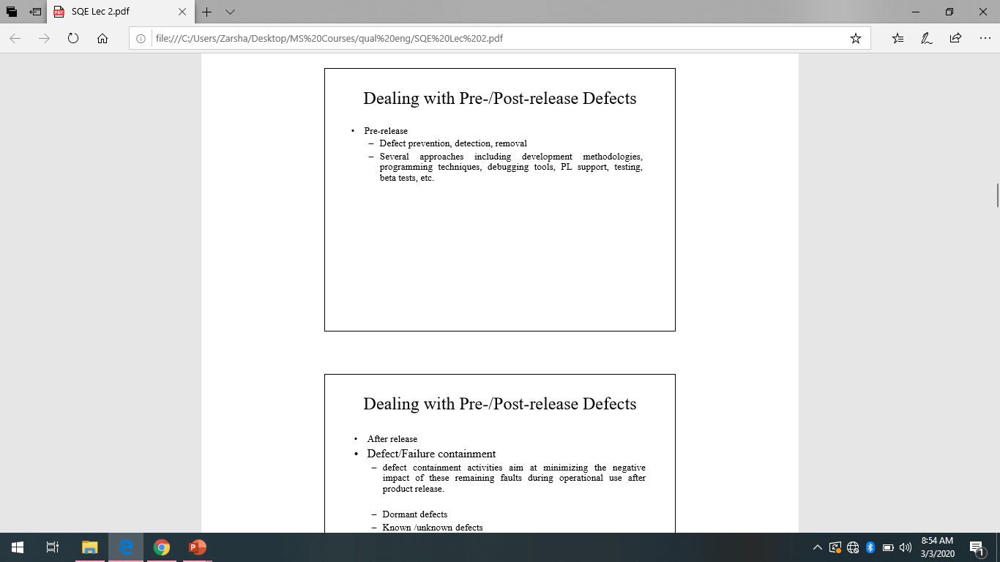 SQE Lec 2.pdf
file:///C:/Users/Zarsha/Desktop/MS%20Courses/qual%20eng/SQE%20Lec%202.pdf
Dealing with Pre-/Post-release Defects
• Pre-release
– Defect prevention, detection, removal
– Several approaches including development methodologies,
programming techniques, debugging tools, PL support, testing,
beta tests, etc.
Dealing with Pre-/Post-release Defects
• After release
• Defect/Failure containment
– defect containment activities aim at minimizing the negative
impact of these remaining faults during operational use after
product release.
– Dormant defects
– Known /unknown defects
8:54 AM
3/3/2020
1